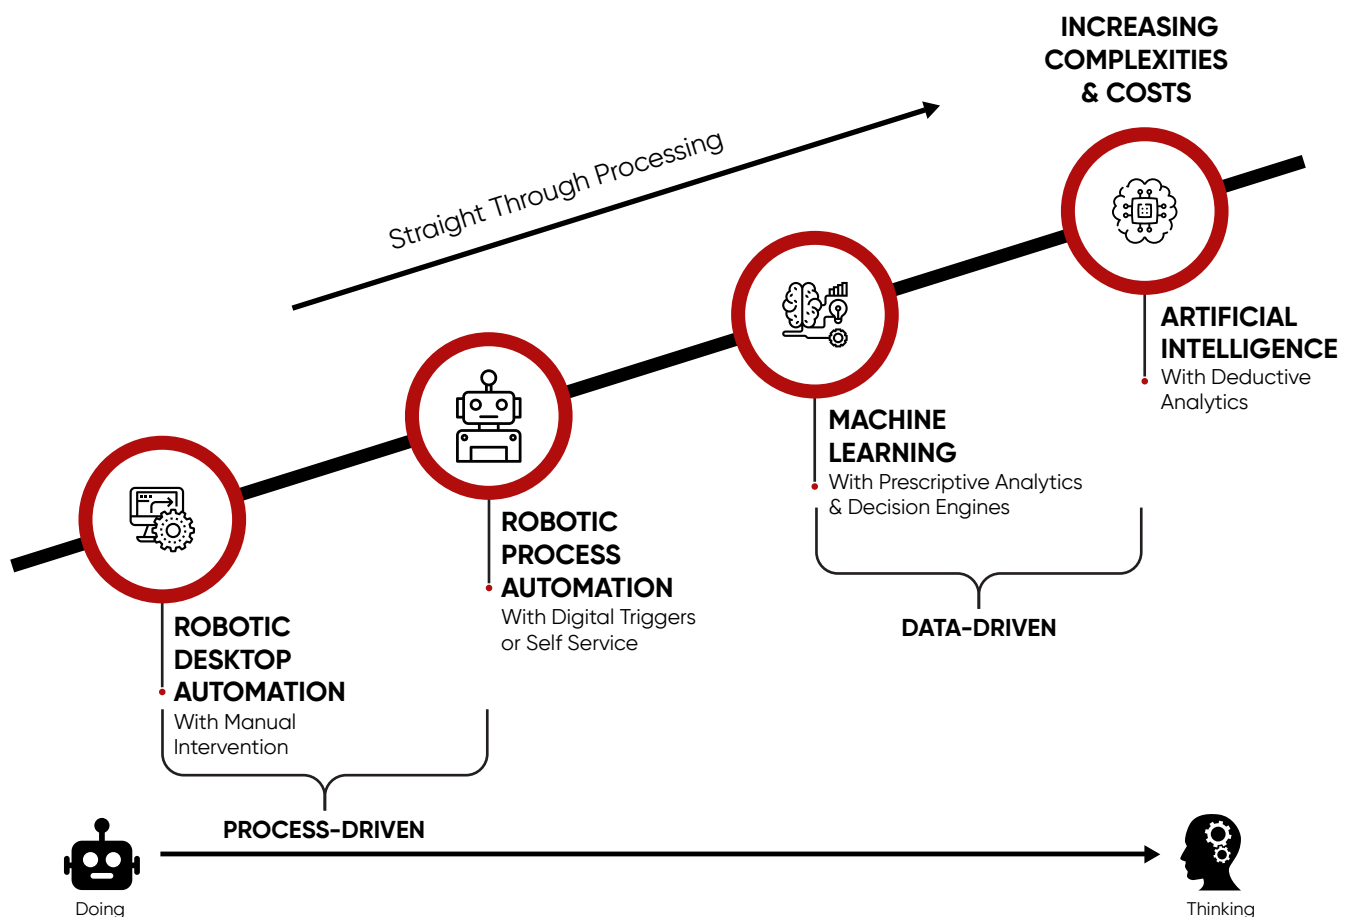 INCREASING
COMPLEXITIES
& COSTS
Straight Through Processing
ARTIFICIAL
INTELLIGENCE
With Deductive
Analytics
MACHINE
LEARNING
With Prescriptive Analytics
& Decision Engines
ROBOTIC
PROCESS
AUTOMATION
With Digital Triggers
or Self Service
DATA-DRIVEN
ROBOTIC
DESKTOP
AUTOMATION
With Manual
Intervention
PROCESS-DRIVEN
Doing
Thinking